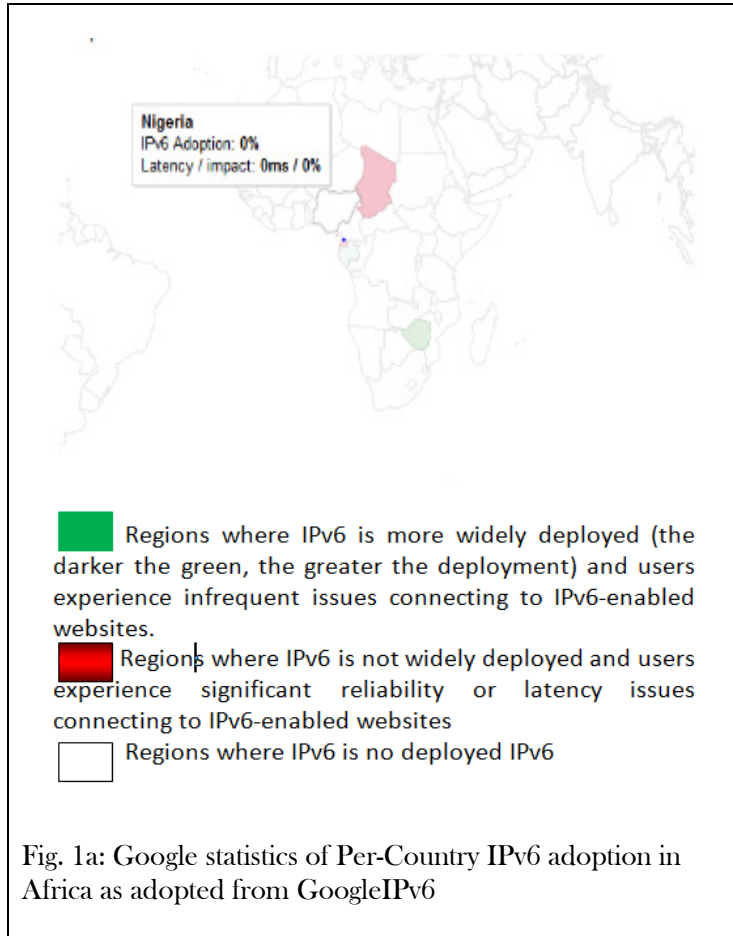 Nigeria
IPv6 Adoption: 0%
Latency / impact: 0ms / 0%
Regions where IPv6 is more widely deployed (the
darker the green, the greater the deployment) and users
experience infrequent issues connecting to IPv6-enabled
websites.
Regions where IPv6 is not widely deployed and users
experience significant reliability or latency issues
connecting to IPv6-enabled websites
Regions where IPv6 is no deployed IPv6
Fig. 1a: Google statistics of Per-Country IPv6 adoption in
Africa as adopted from GoogleIPv6